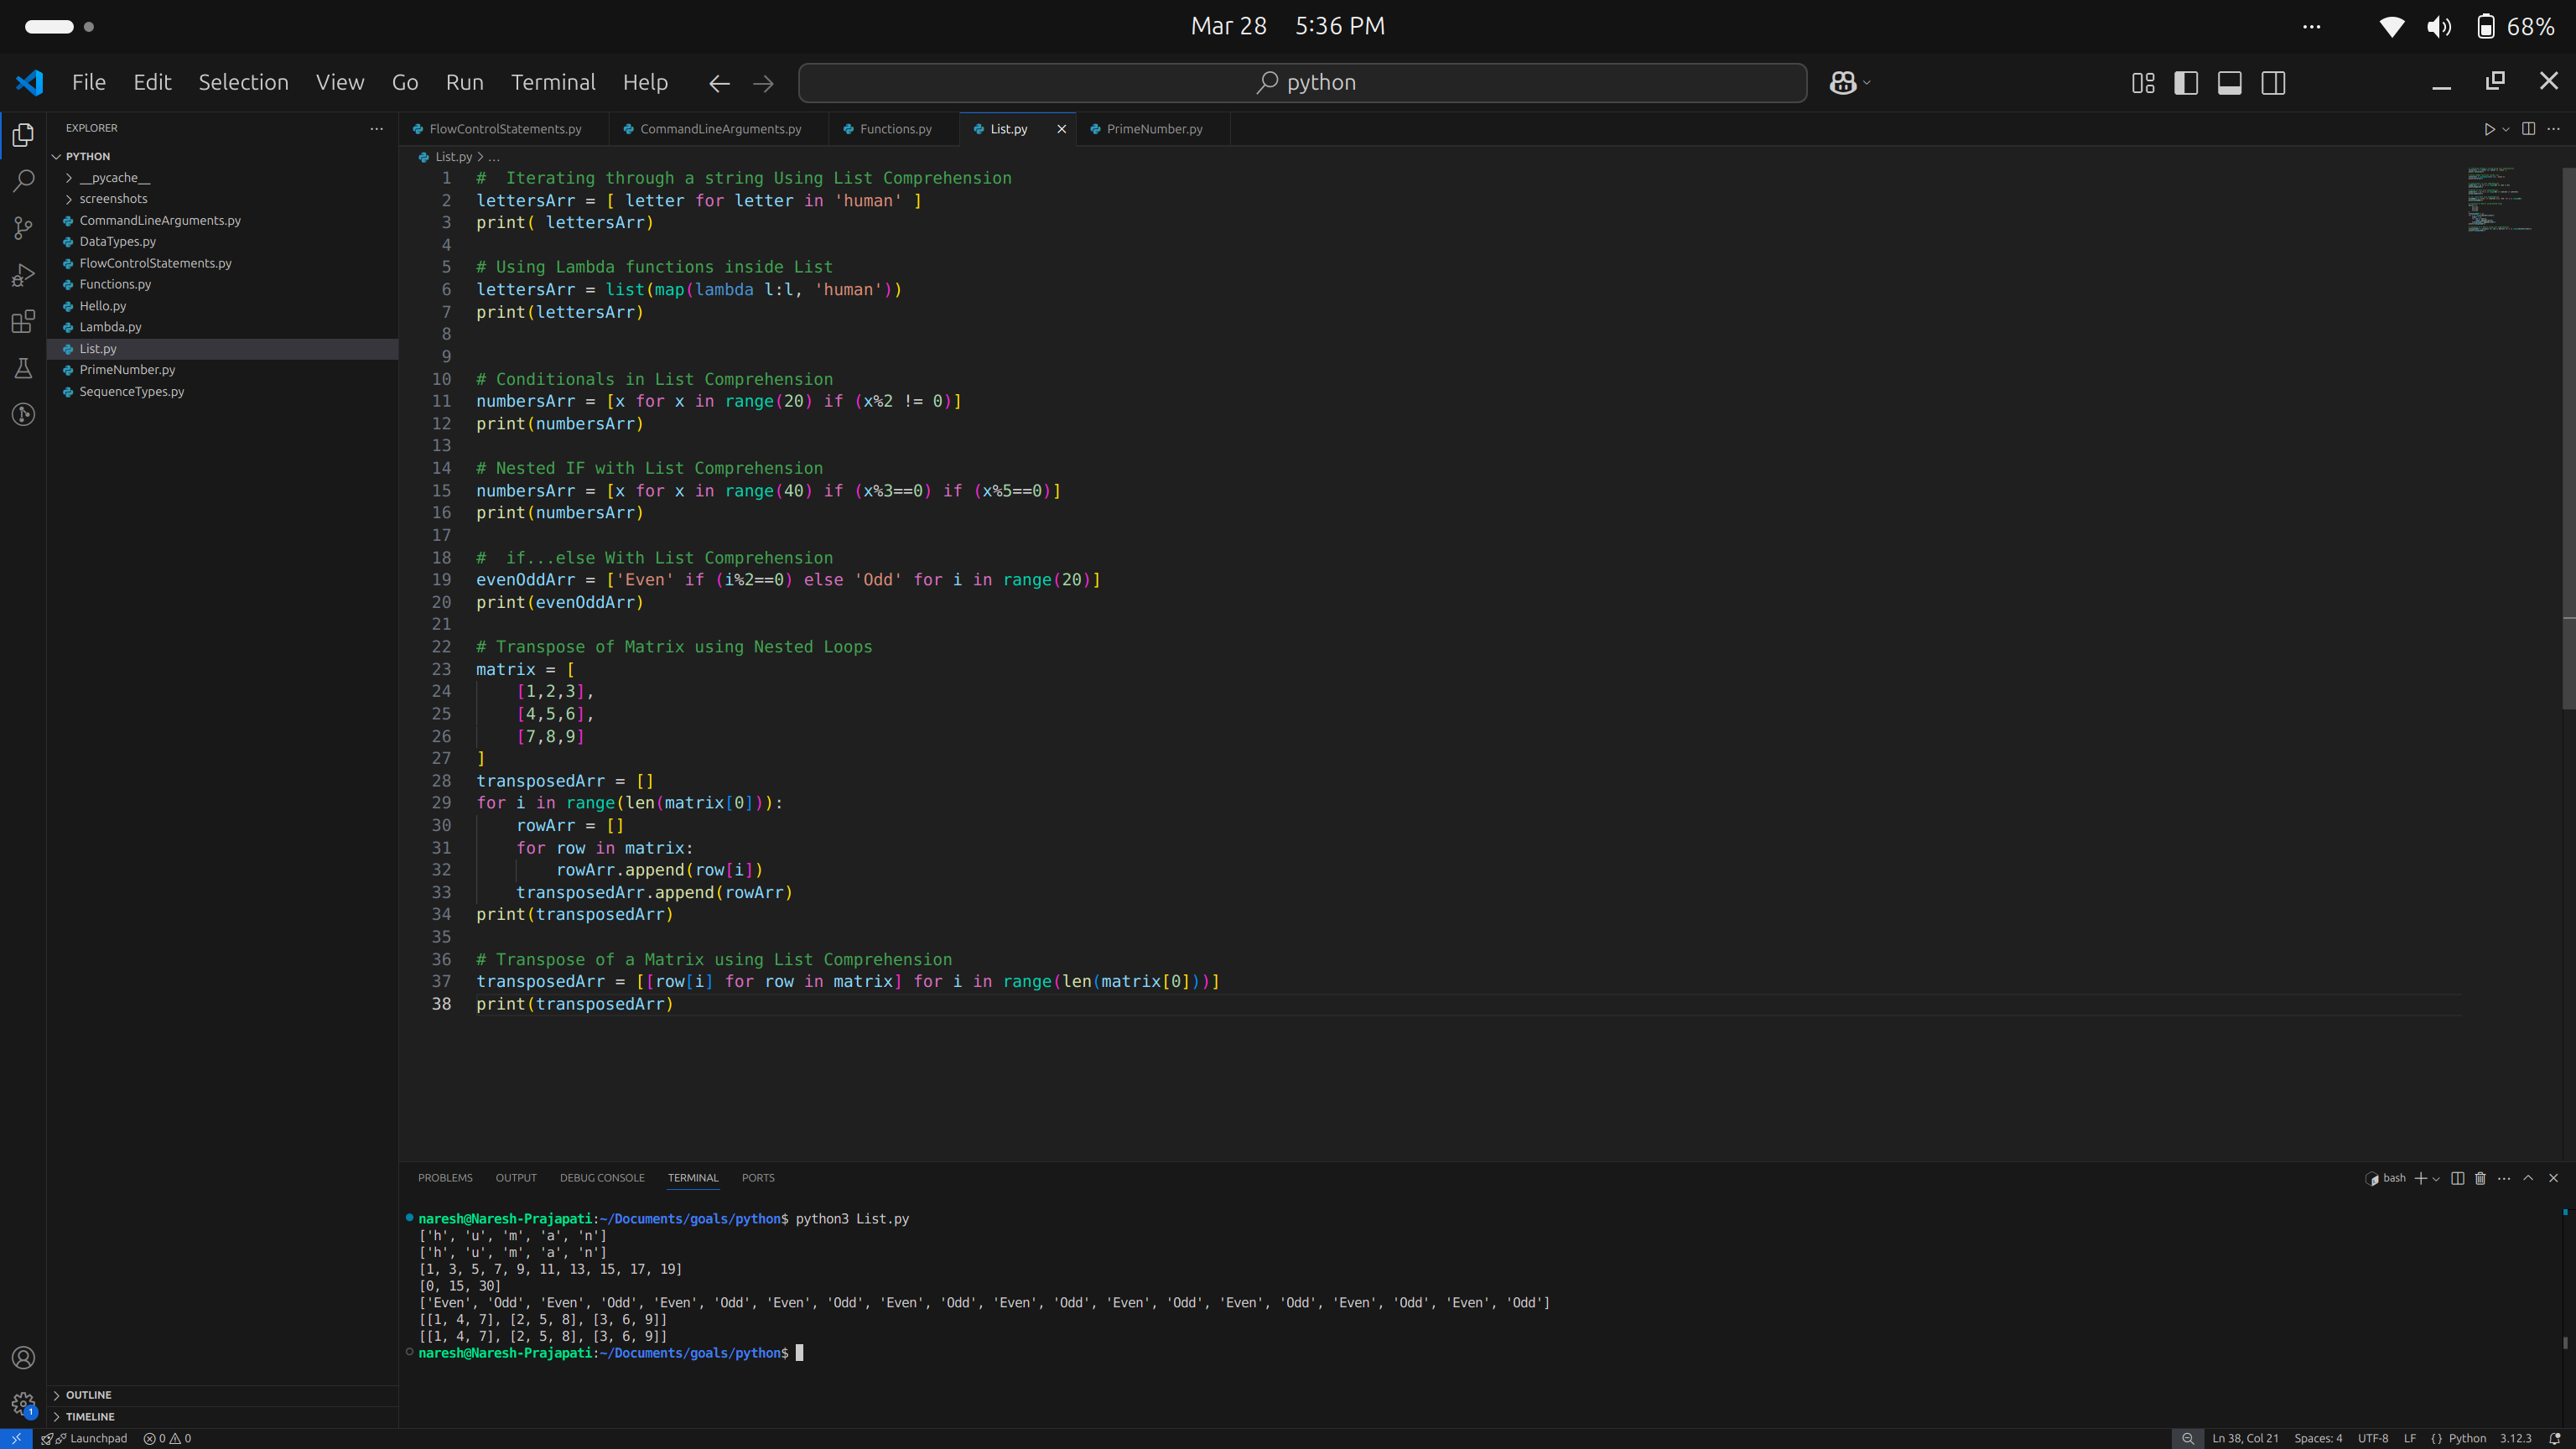 Mar 28 5:36 PM
68%
File Edit Selection View Go Run Terminal Help
python
EXPLORER
PYTHON
__pycache__
screenshots
CommandLineArguments.py
DataTypes.py
FlowControlStatements.py
Functions.py
Hello.py
Lambda.py
List.py
PrimeNumber.py
SequenceTypes.py
OUTLINE
TIMELINE
FlowControlStatements.py CommandLineArguments.py Functions.py List.py PrimeNumber.py
List.py > ...
1 #  Iterating through a string Using List Comprehension
2 lettersArr = [ letter for letter in 'human' ]
3 print( lettersArr)
4
5 # Using Lambda functions inside List
6 lettersArr = list(map(lambda l:l, 'human'))
7 print(lettersArr)
8
9
10 # Conditionals in List Comprehension
11 numbersArr = [x for x in range(20) if (x%2 != 0)]
12 print(numbersArr)
13
14 # Nested IF with List Comprehension
15 numbersArr = [x for x in range(40) if (x%3==0) if (x%5==0)]
16 print(numbersArr)
17
18 #  if...else With List Comprehension
19 evenOddArr = ['Even' if (i%2==0) else 'Odd' for i in range(20)]
20 print(evenOddArr)
21
22 # Transpose of Matrix using Nested Loops
23 matrix = [
24     [1,2,3],
25     [4,5,6],
26     [7,8,9]
27 ]
28 transposedArr = []
29 for i in range(len(matrix[0])):
30     rowArr = []
31     for row in matrix:
32         rowArr.append(row[i])
33     transposedArr.append(rowArr)
34 print(transposedArr)
35
36 # Transpose of a Matrix using List Comprehension
37 transposedArr = [[row[i] for row in matrix] for i in range(len(matrix[0]))]
38 print(transposedArr)
PROBLEMS OUTPUT DEBUG CONSOLE TERMINAL PORTS
bash
naresh@Naresh-Prajapati:~/Documents/goals/python$ python3 List.py
['h', 'u', 'm', 'a', 'n']
['h', 'u', 'm', 'a', 'n']
[1, 3, 5, 7, 9, 11, 13, 15, 17, 19]
[0, 15, 30]
['Even', 'Odd', 'Even', 'Odd', 'Even', 'Odd', 'Even', 'Odd', 'Even', 'Odd', 'Even', 'Odd', 'Even', 'Odd', 'Even', 'Odd', 'Even', 'Odd', 'Even', 'Odd']
[[1, 4, 7], [2, 5, 8], [3, 6, 9]]
[[1, 4, 7], [2, 5, 8], [3, 6, 9]]
naresh@Naresh-Prajapati:~/Documents/goals/python$
1
Launchpad 0 0 Ln 38, Col 21 Spaces: 4 UTF-8 LF {} Python 3.12.3